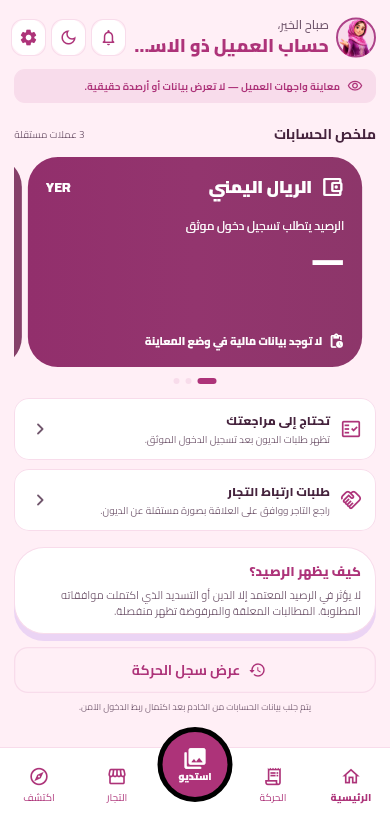 صباح الخير،
حساب العميل ذو الاس...
معاينة واجهات العميل — لا تعرض بيانات أو أرصدة حقيقية.
ملخص الحسابات
3 عملات مستقلة
الريال اليمني
YER
الرصيد يتطلب تسجيل دخول موثق
—
لا توجد بيانات مالية في وضع المعاينة
تحتاج إلى مراجعتك
تظهر طلبات الديون بعد تسجيل الدخول الموثق.
طلبات ارتباط التجار
راجع التاجر ووافق على العلاقة بصورة مستقلة عن الديون.
كيف يظهر الرصيد؟
لا يؤثر في الرصيد المعتمد إلا الدين أو التسديد الذي اكتملت موافقاته
المطلوبة. المطالبات المعلقة والمرفوضة تظهر منفصلة.
عرض سجل الحركة
يتم جلب بيانات الحسابات من الخادم بعد اكتمال ربط الدخول الآمن.
الرئيسية
الحركة
استديو
التجار
اكتشف